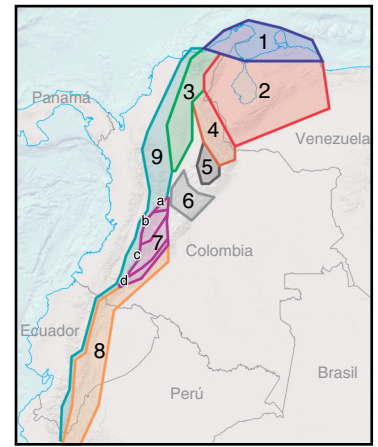 1
Panamá
3
2
4
Venezuela
9
5
a
6
b
7
Colombia
c
d
Ecuador
8
Perú
Brasil